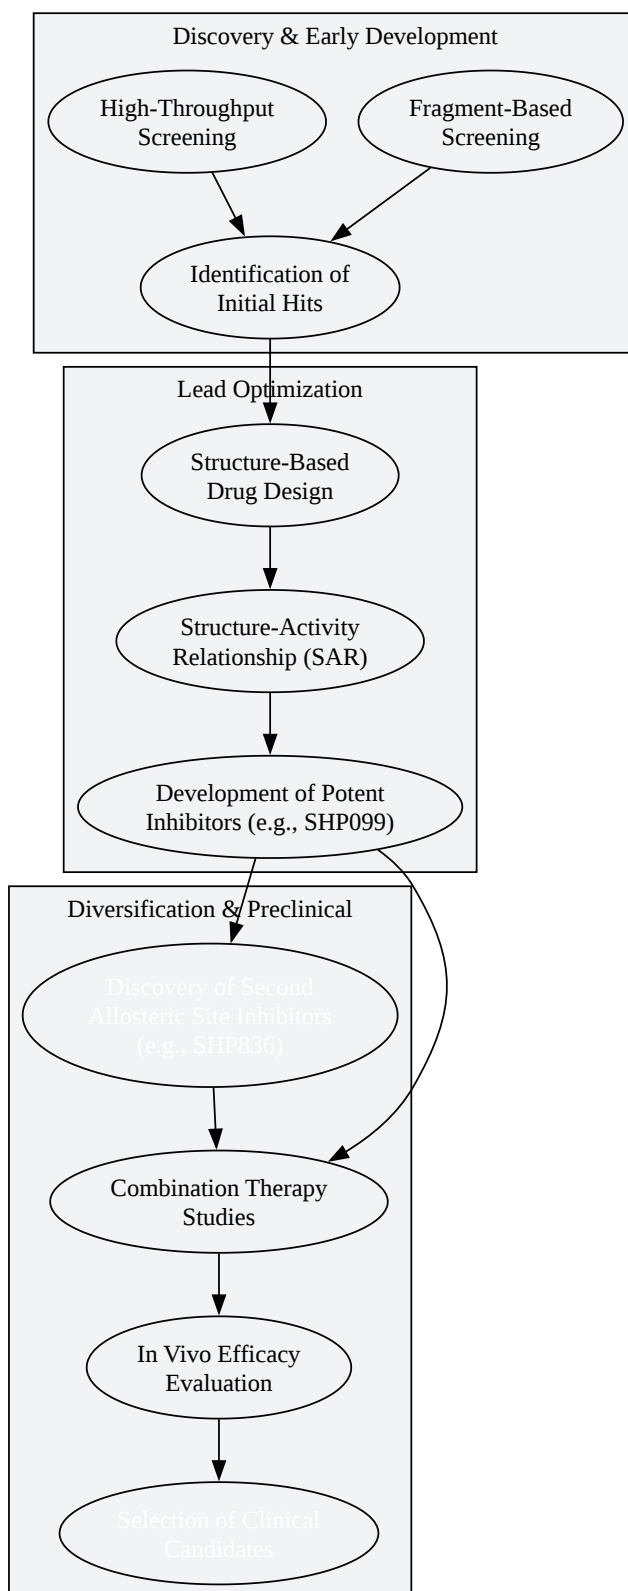 Discovery & Early Development
High-Throughput
Screening
Fragment-Based
Screening
Identification of
Initial Hits
Lead Optimization
Structure-Based
Drug Design
Structure-Activity
Relationship (SAR)
Development of Potent
Inhibitors (e.g., SHP099)
Diversification & Preclinical
Discovery of Second
Allosteric Site Inhibitors
(e.g., SHP836)
Combination Therapy
Studies
In Vivo Efficacy
Evaluation
Selection of Clinical
Candidates